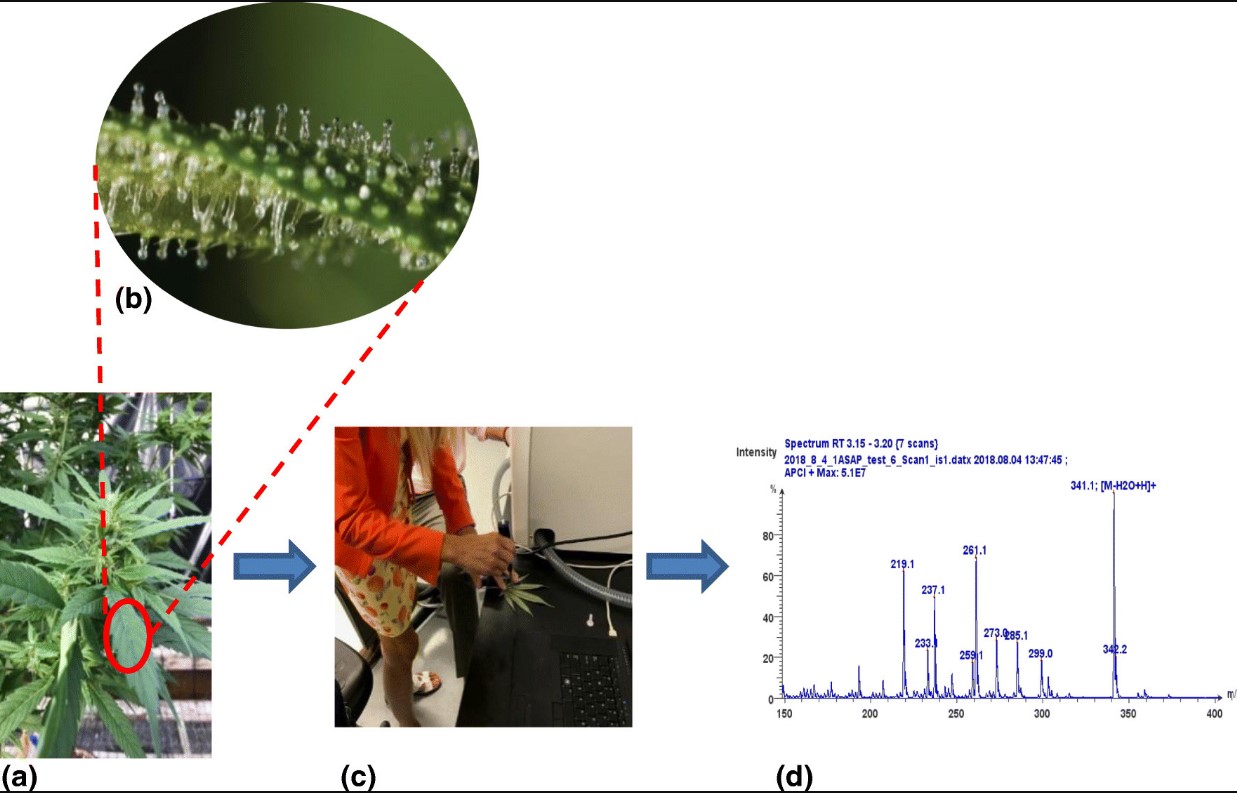 (b)
(a)
(c)
Intensity
Spectrum RT 3.15 - 3.20 {7 scans}
2018_8_4_1ASAP_test_6_Scan1_is1.datx 2018.08.04 13:47:45 ;
APCI + Max: 5.1E7
%
341.1; [M-H2O+H]+
80
60
40
20
0
219.1
233.1
237.1
259.1
261.1
273.0
285.1
299.0
342.2
150 200 250 300 350 400
m/
(d)